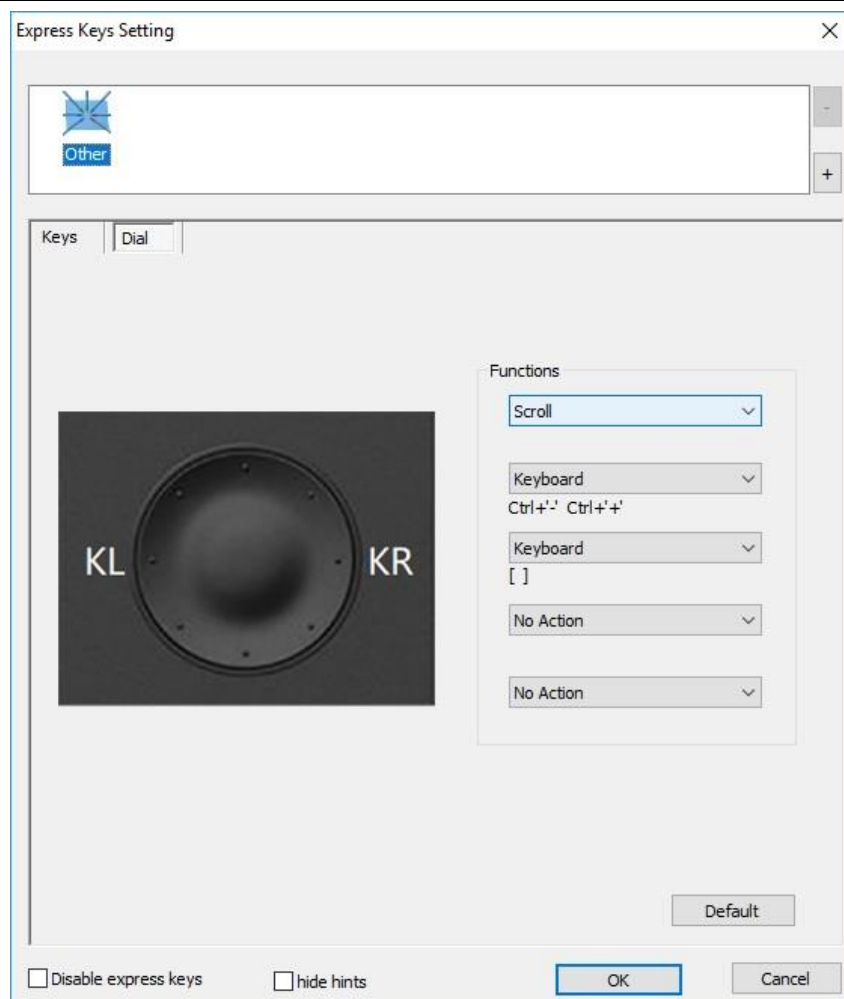 Express Keys Setting
-
Other
+
Keys Dial
Functions
Scroll
Keyboard
Ctrl+'-' Ctrl+'+'
Keyboard
[ ]
KL KR
No Action
No Action
Default
Disable express keys hide hints OK Cancel